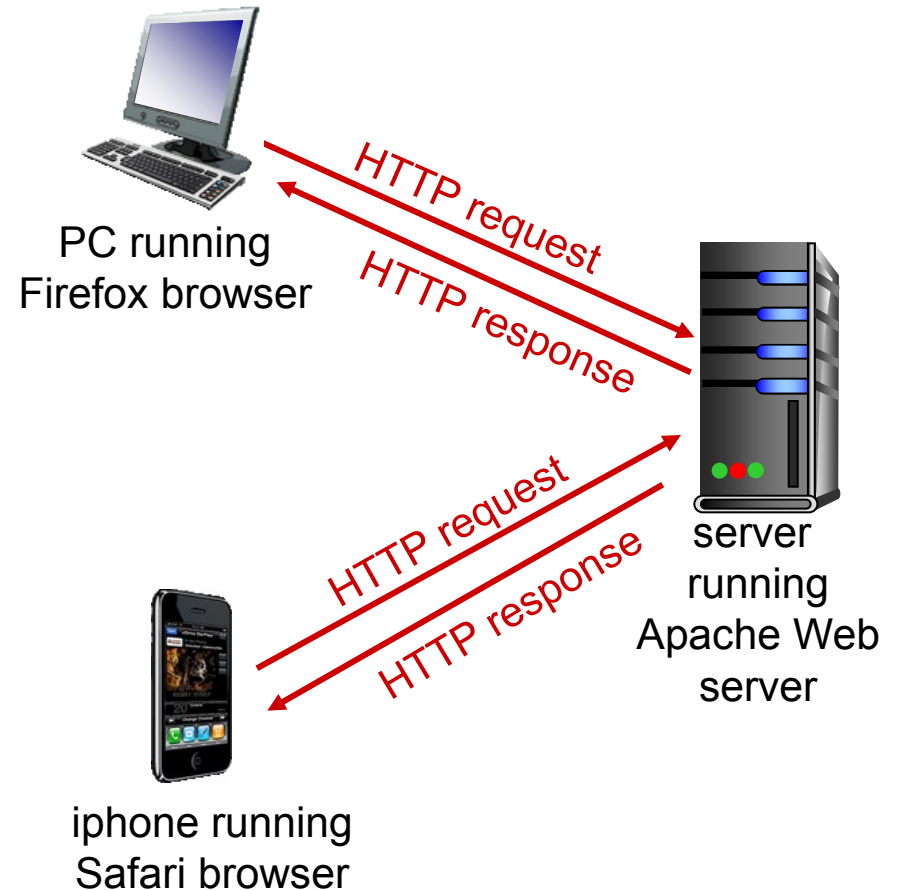 HTTP request
HTTP response
PC running
Firefox browser
server
running
Apache Web
server
HTTP request
HTTP response
iphone running
Safari browser